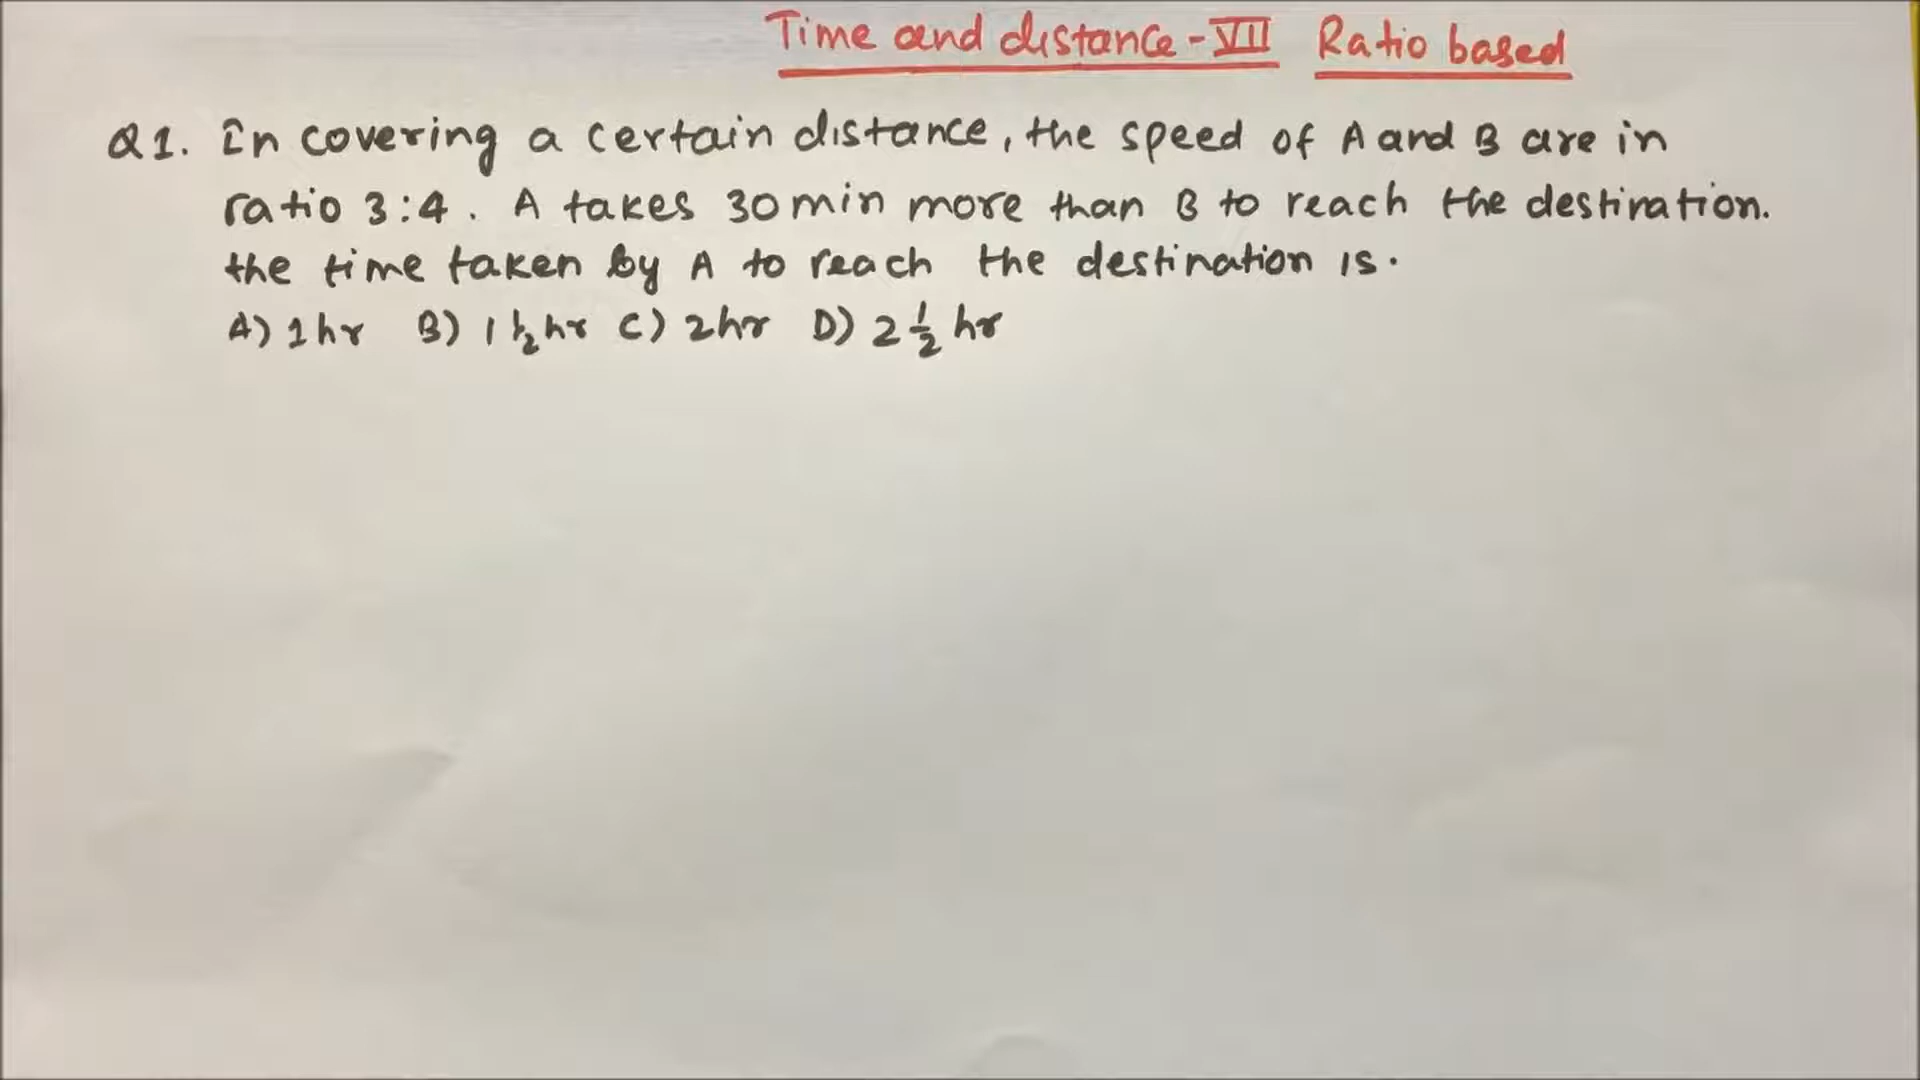 Time and distance - VII Ratio based
Q1. In covering a certain distance, the speed of A and B are in
ratio 3:4. A takes 30 min more than B to reach the destination.
the time taken by A to reach the destination is.
A) 1 hr B) 1 1/2 hr C) 2 hr D) 2 1/2 hr